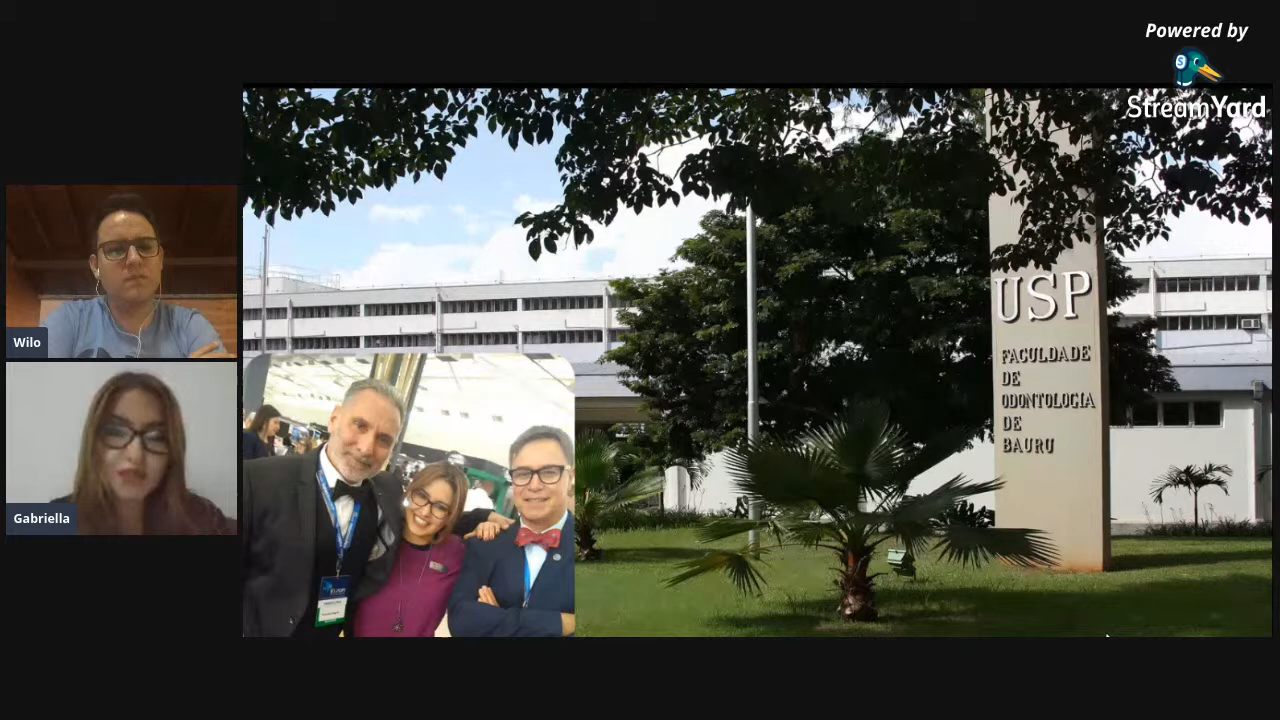 Powered by
StreamYard
Wilo
Gabriella
USP
FACULDADE
DE
ODONTOLOGIA
DE
BAURU